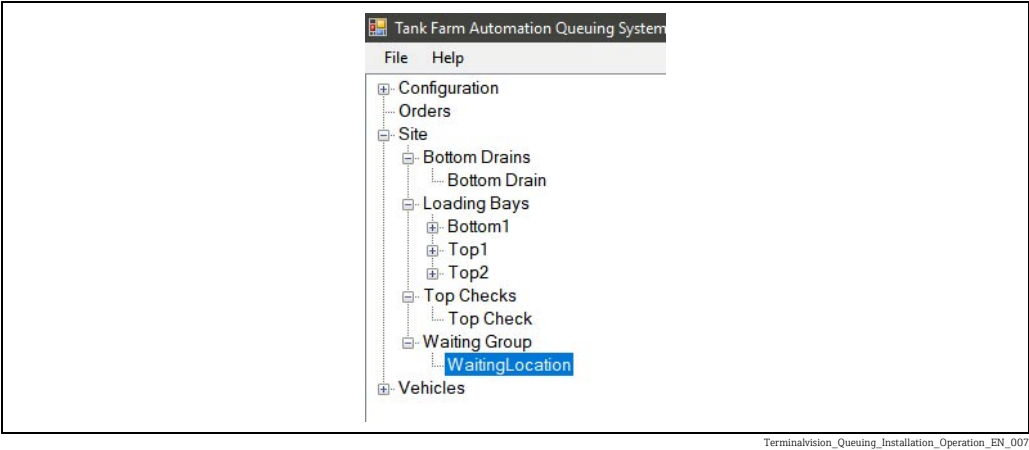 Tank Farm Automation Queuing System
File Help
Configuration
Orders
Site
Bottom Drains
Bottom Drain
Loading Bays
Bottom1
Top1
Top2
Top Checks
Top Check
Waiting Group
WaitingLocation
Vehicles
Terminalvision_Queuing_Installation_Operation_EN_007